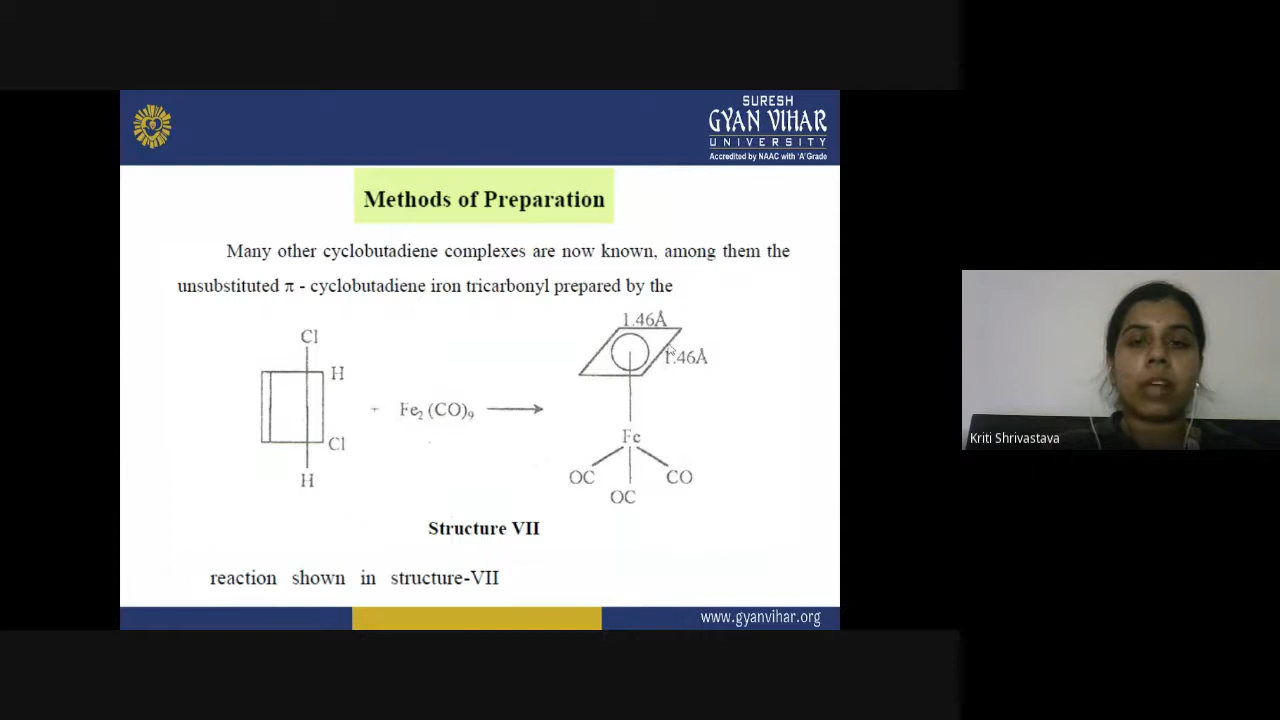 SURESH
GYAN VIHAR
UNIVERSITY
Accredited by NAAC with 'A' Grade
Methods of Preparation
Many other cyclobutadiene complexes are now known, among them the
unsubstituted π - cyclobutadiene iron tricarbonyl prepared by the
1.46Å
Cl
1.46Å
H
+ Fe₂(CO)₉
Fe
Cl
OC CO
H
OC
Structure VII
reaction shown in structure-VII
www.gyanvihar.org
Kriti Shrivastava